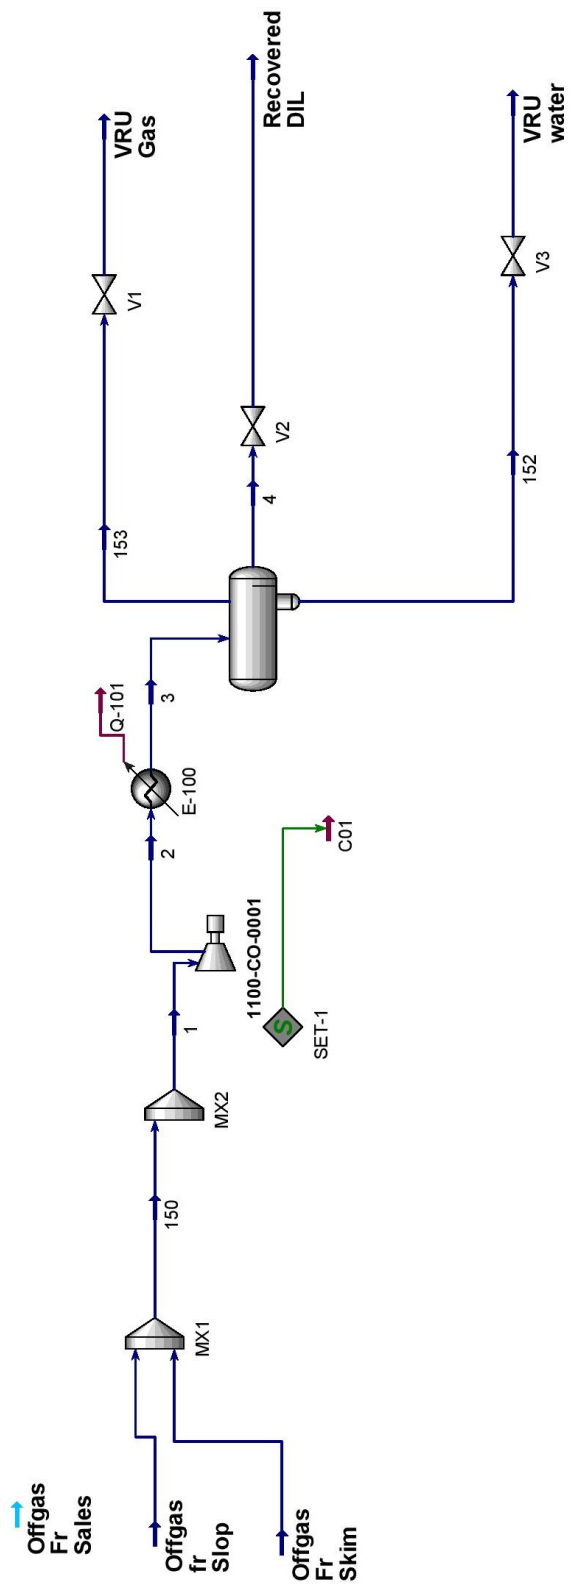 Offgas
Fr
Sales
Offgas
fr
Slop
Offgas
Fr
Skim
MX1
150
MX2
1
1100-CO-0001
S
SET-1
C01
2
E-100
Q-101
3
153
V1
VRU
Gas
4
V2
Recovered
DIL
152
V3
VRU
water